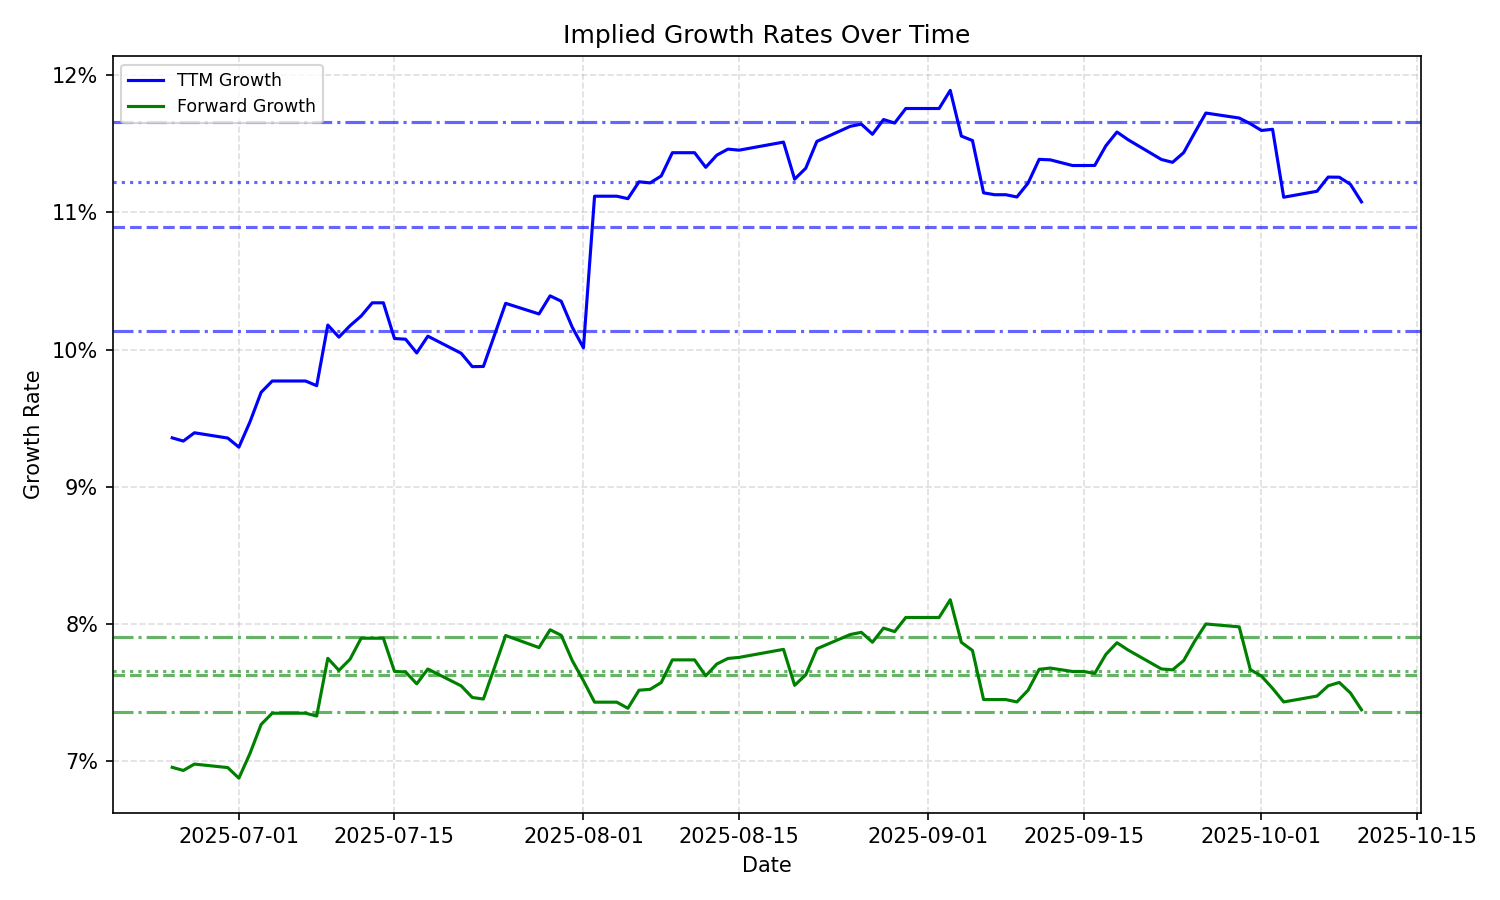 Implied Growth Rates Over Time
TTM Growth
Forward Growth
12%
11%
10%
9%
8%
7%
Growth Rate
2025-07-01 2025-07-15 2025-08-01 2025-08-15 2025-09-01 2025-09-15 2025-10-01 2025-10-15
Date